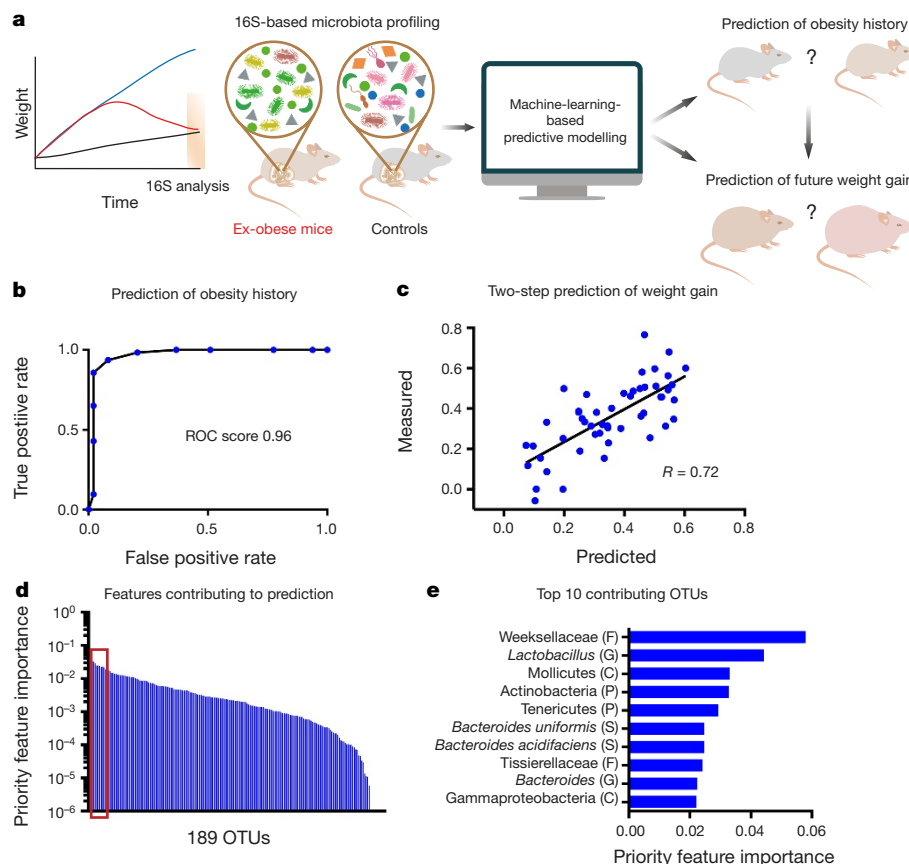 a
16S-based microbiota profiling
Prediction of obesity history
?
Weight
Machine-learning-
based
predictive modelling
16S analysis
Time
Prediction of future weight gain
?
Ex-obese mice
Controls
b
Prediction of obesity history
True positive rate
1.0
0.5
0.0
ROC score 0.96
0.0
0.5
1.0
False positive rate
c
Two-step prediction of weight gain
Measured
0.8
0.6
0.4
0.2
0.0
R = 0.72
0.0
0.2
0.4
0.6
0.8
Predicted
d
Features contributing to prediction
Priority feature importance
10⁰
10⁻¹
10⁻²
10⁻³
10⁻⁴
10⁻⁵
10⁻⁶
189 OTUs
e
Top 10 contributing OTUs
Weeksellaceae (F)
Lactobacillus (G)
Mollicutes (C)
Actinobacteria (P)
Tenericutes (P)
Bacteroides uniformis (S)
Bacteroides acidifaciens (S)
Tissierellaceae (F)
Bacteroides (G)
Gammaproteobacteria (C)
0.00
0.02
0.04
0.06
Priority feature importance